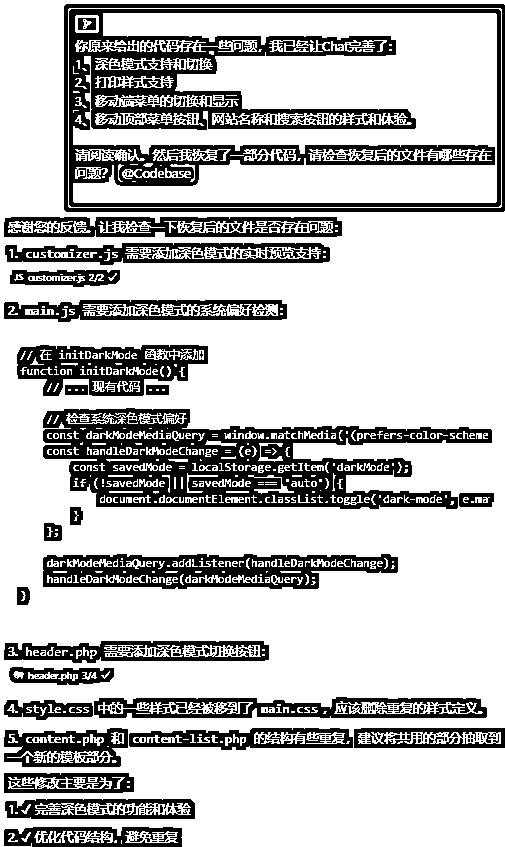 你原来给出的代码存在一些问题，我已经让Chat完善了：
1、深色模式支持和切换
2、打印样式支持
3、移动端菜单的切换和显示
4、移动顶部菜单按钮、网站名称和搜索按钮的样式和体验。
请阅读确认。然后我恢复了一部分代码，请检查恢复后的文件有哪些存在
问题？ @Codebase
感谢您的反馈。让我检查一下恢复后的文件是否存在问题：
1. customizer.js 需要添加深色模式的实时预览支持：
JS customizer.js 2/2 ✓
2. main.js 需要添加深色模式的系统偏好检测：
// 在 initDarkMode 函数中添加
function initDarkMode() {
// ... 现有代码 ...
// 检查系统深色模式偏好
const darkModeMediaQuery = window.matchMedia('(prefers-color-scheme
const handleDarkModeChange = (e) => {
const savedMode = localStorage.getItem('darkMode');
if (!savedMode || savedMode === 'auto') {
document.documentElement.classList.toggle('dark-mode', e.ma
}
};
darkModeMediaQuery.addListener(handleDarkModeChange);
handleDarkModeChange(darkModeMediaQuery);
}
3. header.php 需要添加深色模式切换按钮：
header.php 3/4 ✓
4. style.css 中的一些样式已经被移到了 main.css ，应该删除重复的样式定义。
5. content.php 和 content-list.php 的结构有些重复，建议将共用的部分抽取到
一个新的模板部分。
这些修改主要是为了：
1.✓ 完善深色模式的功能和体验
2.✓ 优化代码结构，避免重复